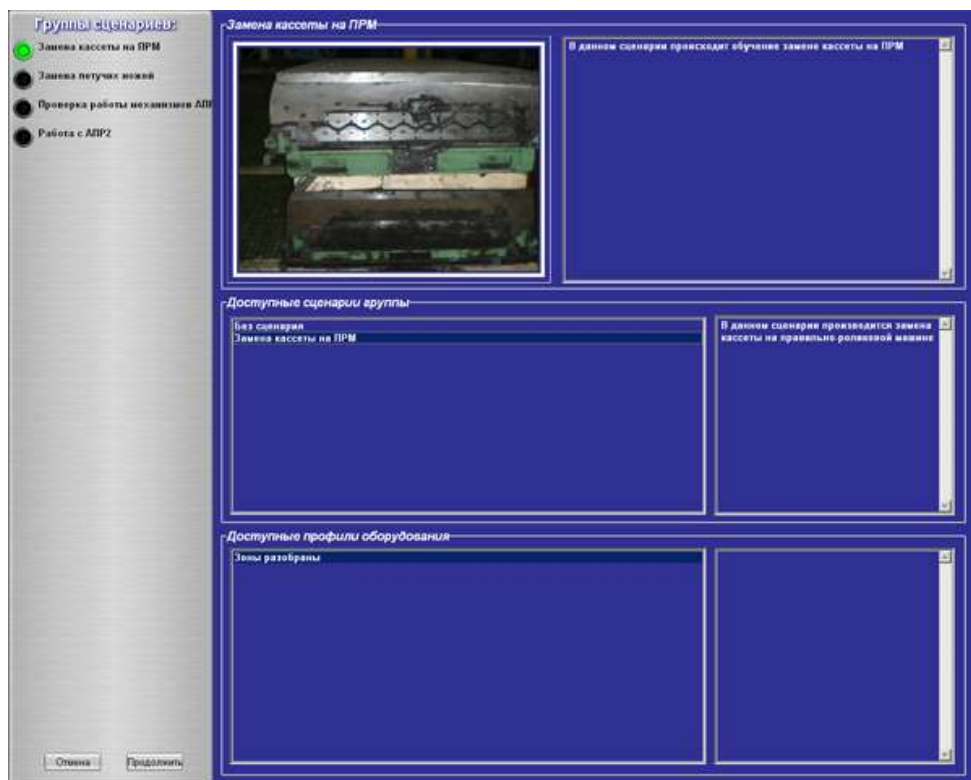 Группы сценариев:
Замена кассеты на ПРМ
Замена летучих ножей
Проверка работы механизмов АПР
Работа с АПР2
Отмена
Продолжить
Замена кассеты на ПРМ
В данном сценарии происходит обучение замене кассеты на ПРМ
Доступные сценарии группы
Без сценария
Замена кассеты на ПРМ
В данном сценарии производится замена
кассеты на правильно-роликовой машине
Доступные профили оборудования
Зоны разобраны